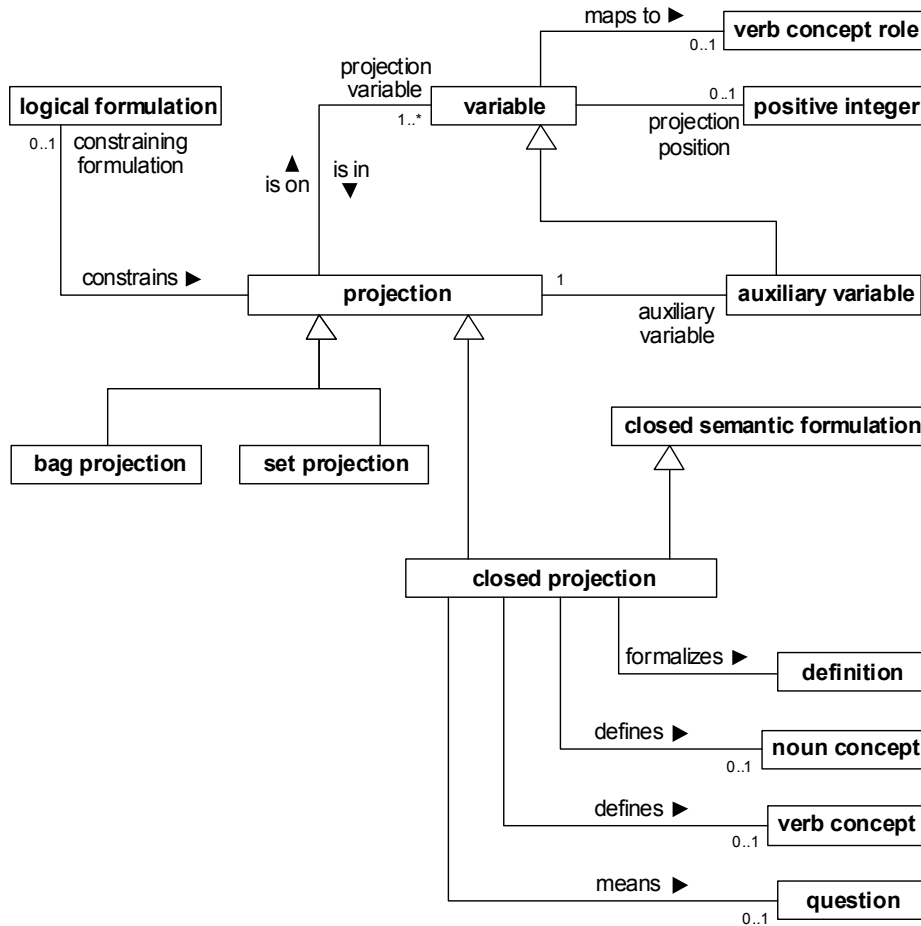 maps to ►
verb concept role
0..1
projection
variable
logical formulation
variable
0..1
positive integer
1..*
0..1
constraining
formulation
projection
position
▲
is on
is in
▼
constrains ►
projection
1
auxiliary variable
auxiliary
variable
closed semantic formulation
bag projection
set projection
closed projection
formalizes ►
definition
defines ►
noun concept
0..1
defines ►
verb concept
0..1
means ►
question
0..1